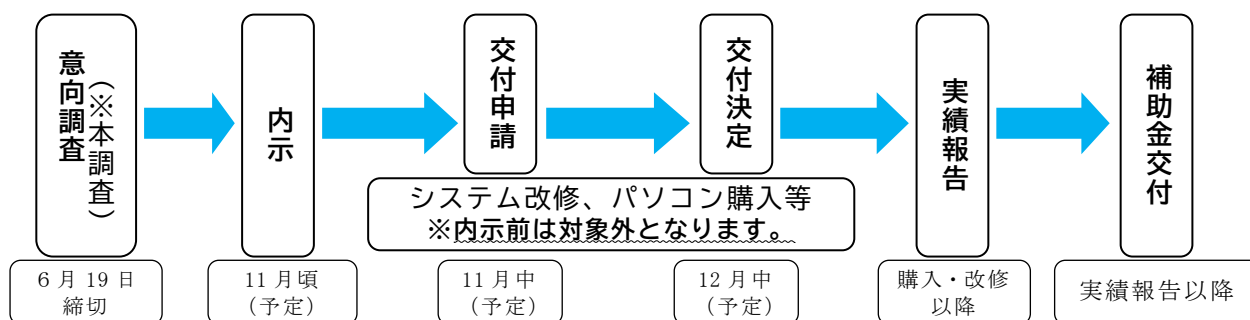 意向調査
(※本調査)
内示
交付申請
交付決定
実績報告
補助金交付
システム改修、パソコン購入等
※内示前は対象外となります。
6月19日
締切
11月頃
(予定)
11月中
(予定)
12月中
(予定)
購入・改修
以降
実績報告以降